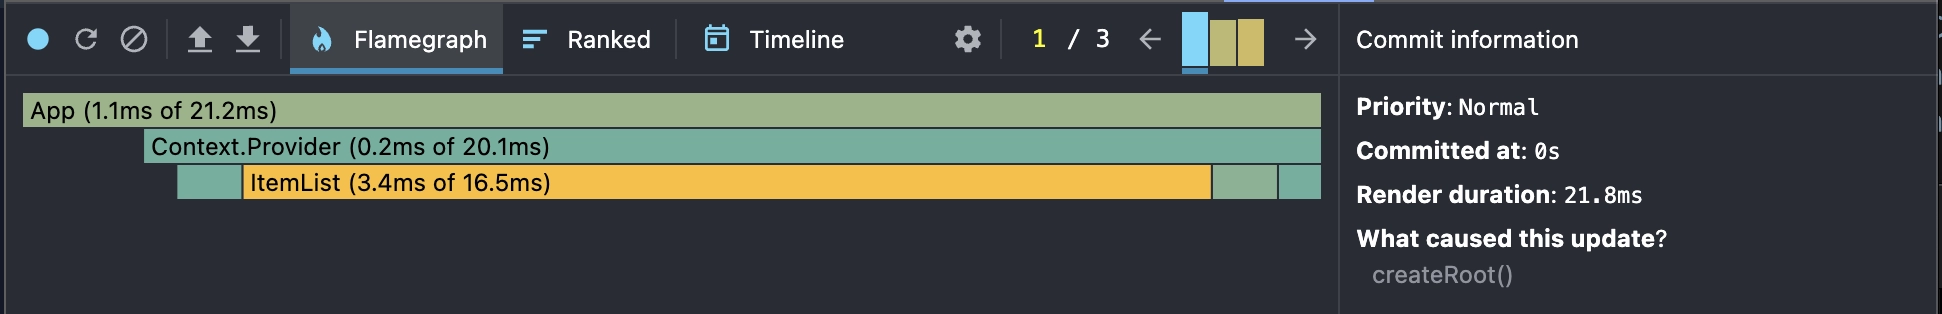 Flamegraph Ranked Timeline 1 / 3 Commit information
App (1.1ms of 21.2ms)
Context.Provider (0.2ms of 20.1ms)
ItemList (3.4ms of 16.5ms)
Priority: Normal
Committed at: 0s
Render duration: 21.8ms
What caused this update?
createRoot()